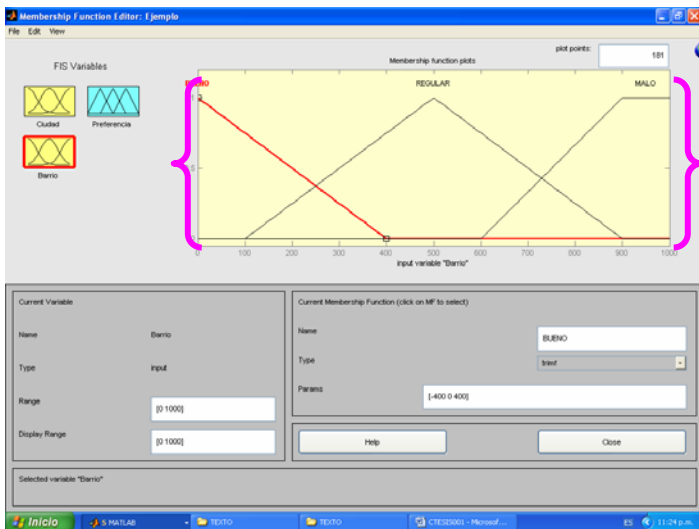 Membership Function Editor: Ejemplo
File Edit View
FIS Variables
Ciudad
Preferencia
Barrio
plot points:
181
Membership function plots
BUENO
REGULAR
MALO
1
0.5
0
0 100 200 300 400 500 600 700 800 900 1000
input variable "Barrio"
Current Variable
Name
Barrio
Type
input
Range
[0 1000]
Display Range
[0 1000]
Current Membership Function (click on MF to select)
Name
BUENO
Type
trimf
Params
[-400 0 400]
Help
Close
Selected variable "Barrio"
Inicio
5 MATLAB
TEXTO
TEXTO
CTESIS001 - Microsof...
ES
11:24 p.m.